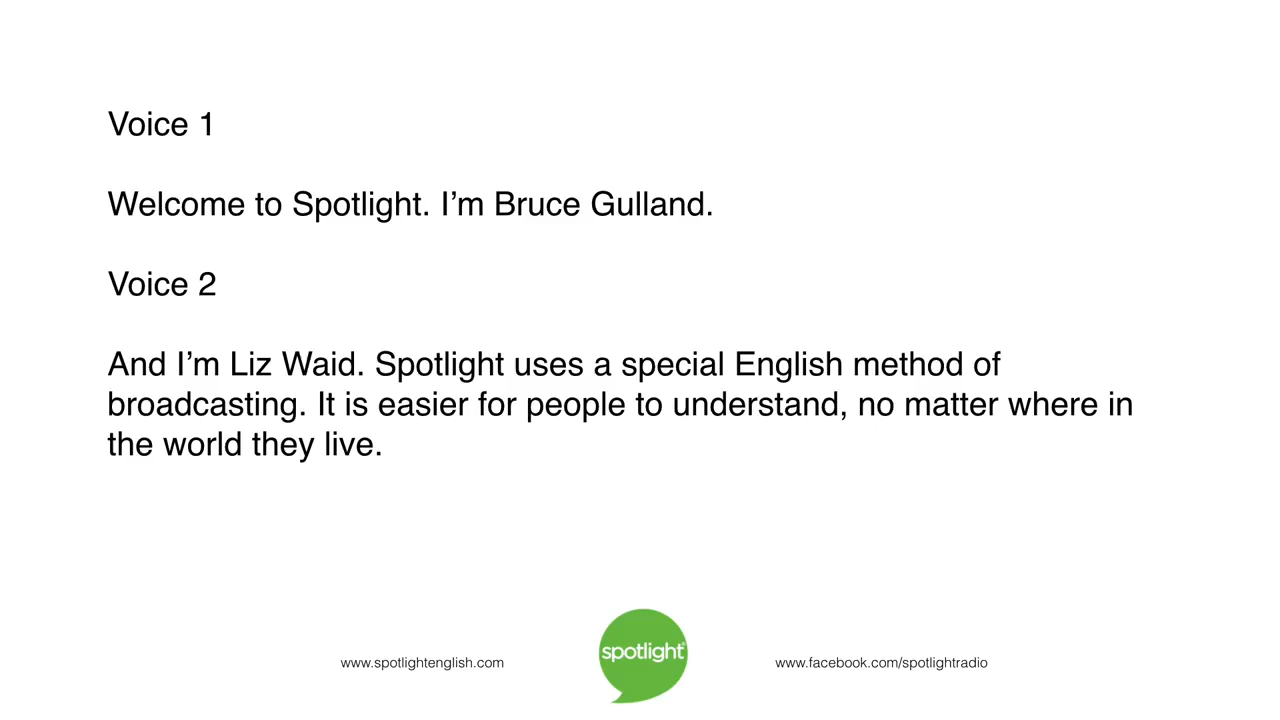 Voice 1
Welcome to Spotlight. I’m Bruce Gulland.
Voice 2
And I’m Liz Waid. Spotlight uses a special English method of
broadcasting. It is easier for people to understand, no matter where in
the world they live.
www.spotlightenglish.com
spotlight
www.facebook.com/spotlightradio